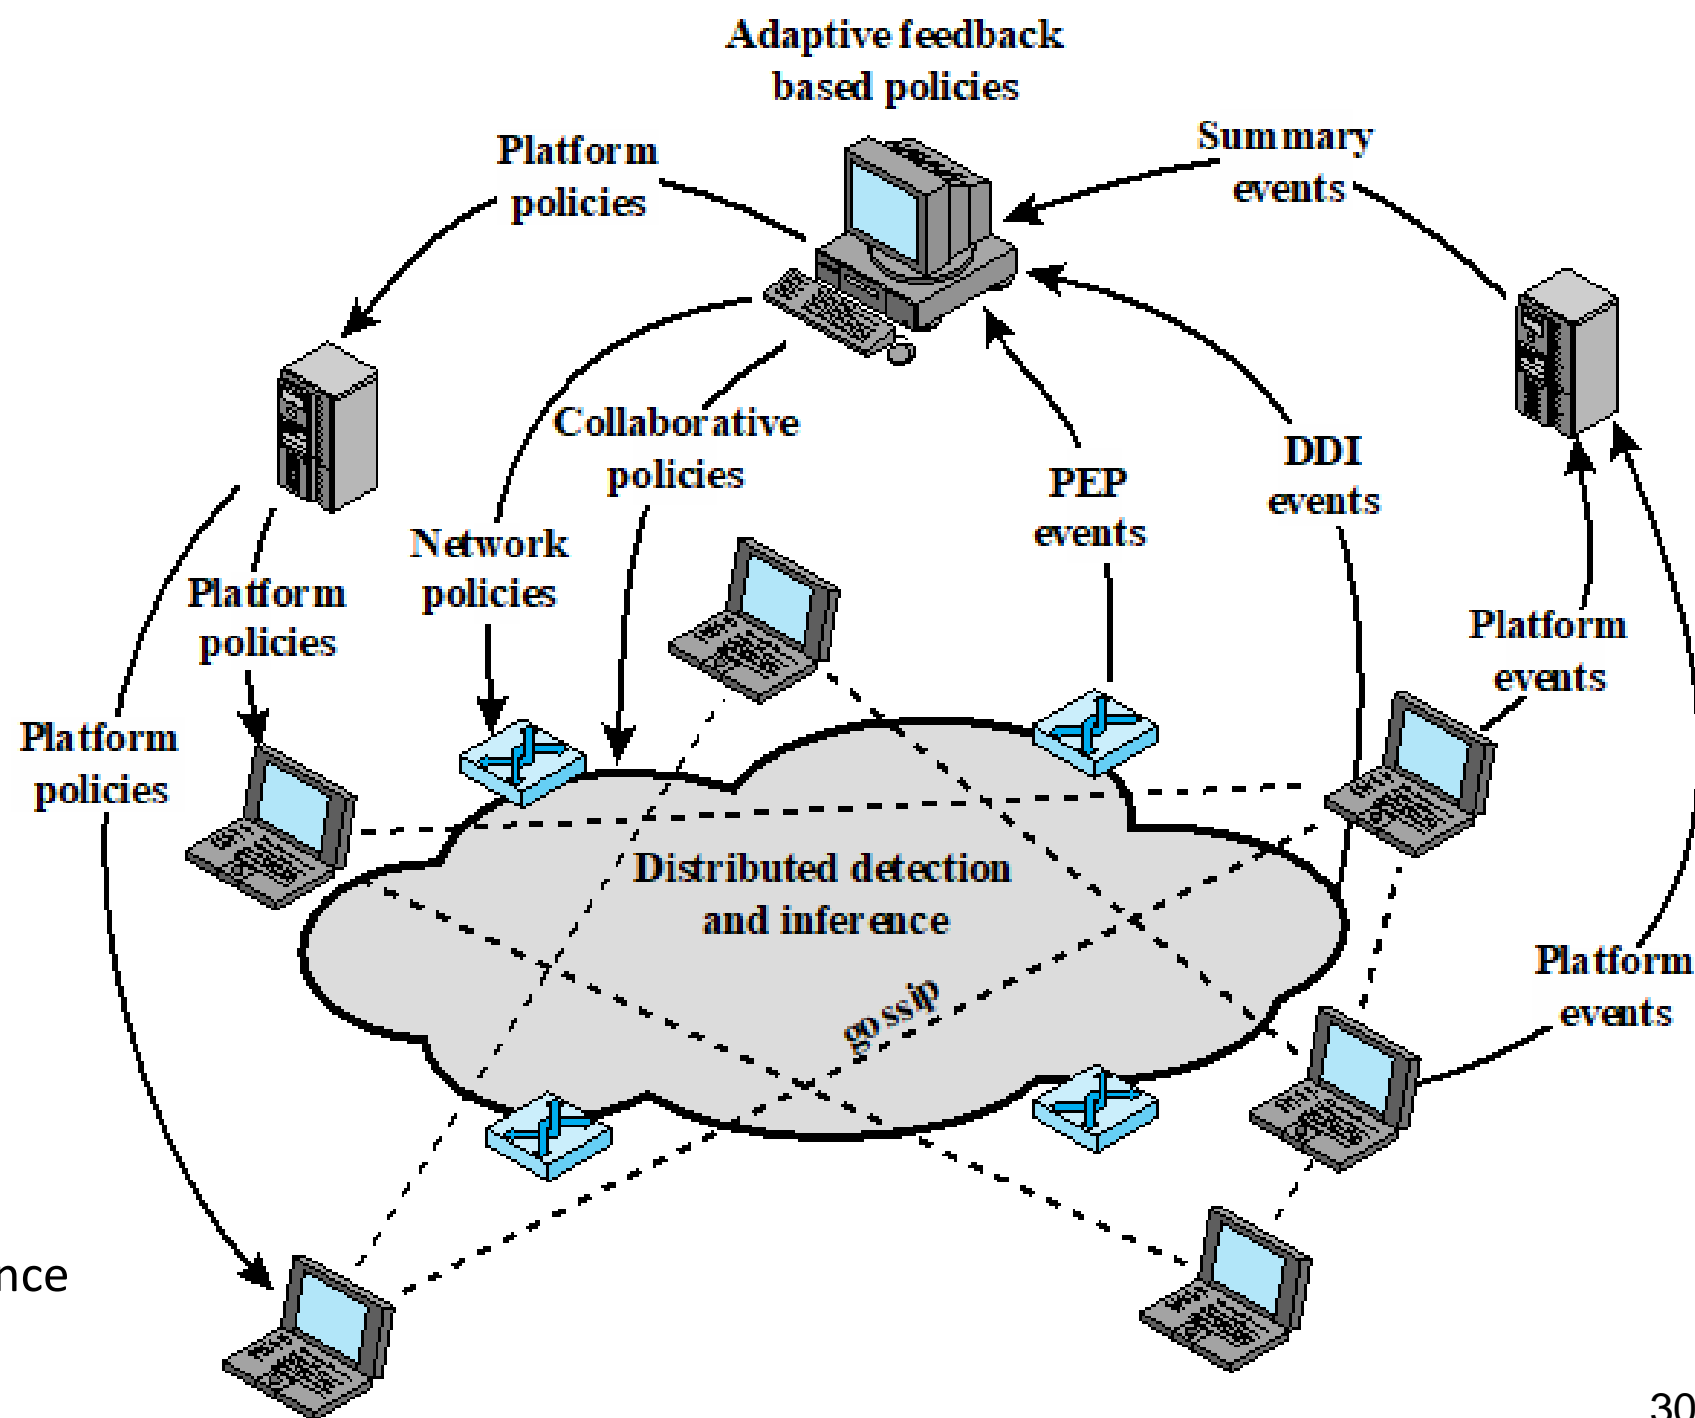 Adaptive feedback
based policies
Platform
policies
Summary
events
Collaborative
policies
Network
policies
PEP
events
DDI
events
Platform
policies
Platform
events
Platform
policies
Distributed detection
and inference
gossip
Platform
events
nce
30